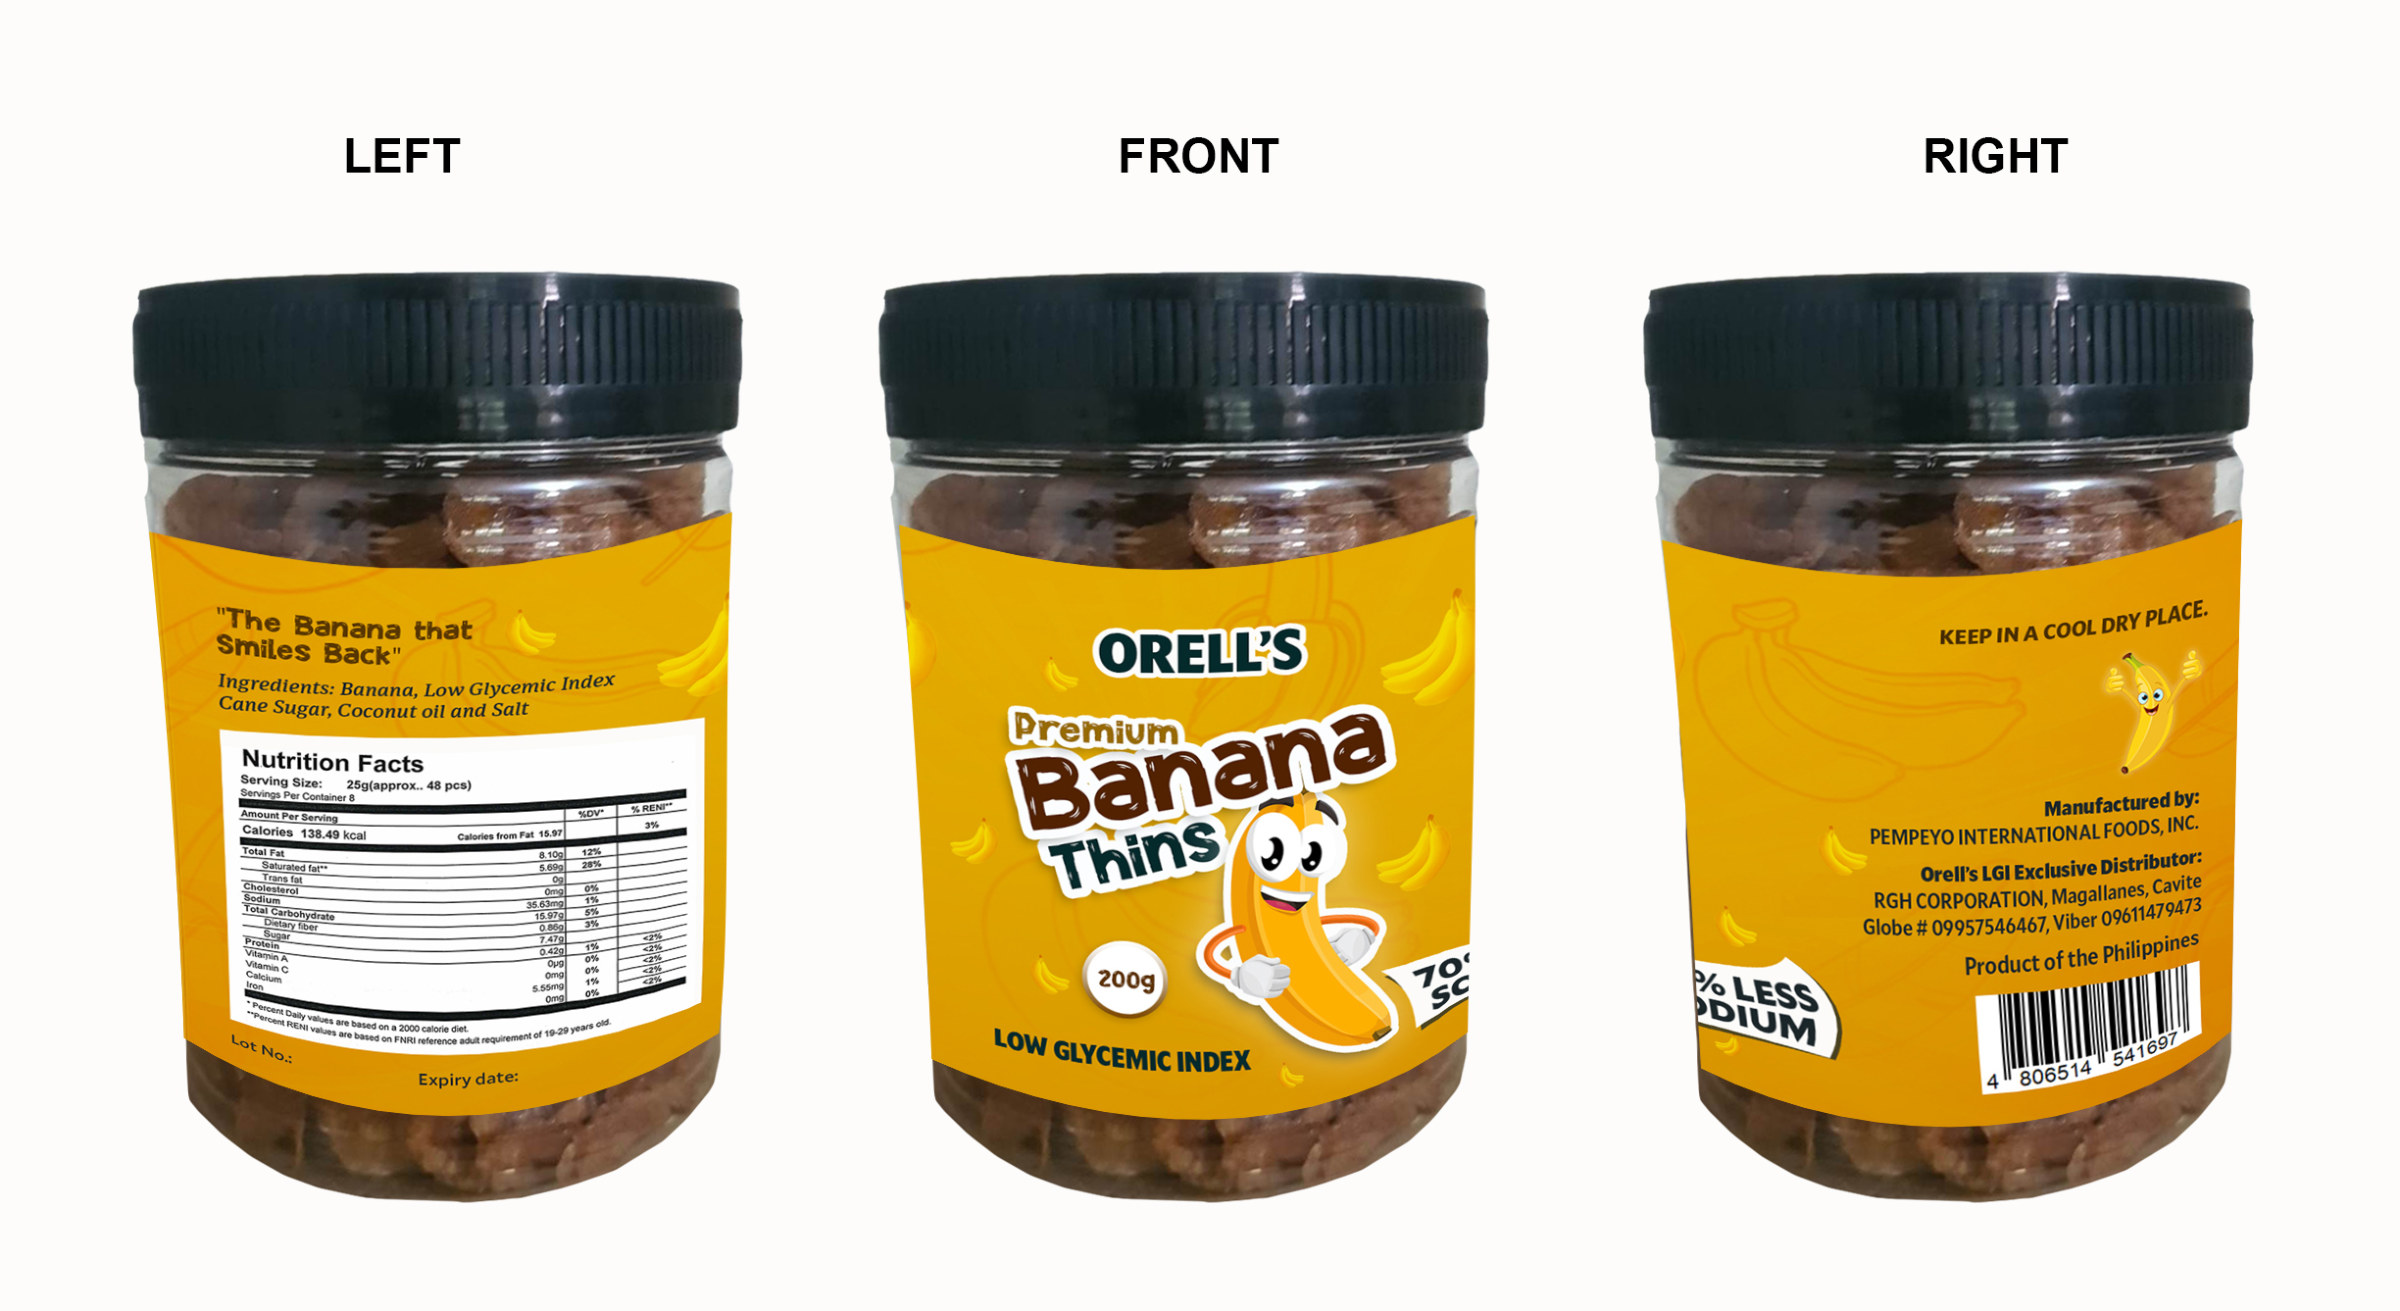 LEFT
FRONT
RIGHT
"The Banana that
Smiles Back"
Ingredients: Banana, Low Glycemic Index
Cane Sugar, Coconut oil and Salt
Nutrition Facts
Serving Size: 25g(approx.. 48 pcs)
Servings Per Container 8
Amount Per Serving %DV* % RENI**
Calories 138.49 kcal Calories from Fat 15.97 3%
Total Fat 8.10g 12%
Saturated fat** 5.69g 28%
Trans fat 0g
Cholesterol 0mg 0%
Sodium 35.63mg 1%
Total Carbohydrate 15.97g 5%
Dietary fiber 0.86g 3%
Sugar 7.47g
Protein 0.42g 1% <2%
Vitamin A 0µg 0% <2%
Vitamin C 0mg 0% <2%
Calcium 5.55mg 1% <2%
Iron 0mg 0% <2%
* Percent Daily values are based on a 2000 calorie diet.
**Percent RENI values are based on FNRI reference adult requirement of 19-29 years old.
Lot No.:
Expiry date:
ORELL'S
Premium
Banana
Thins
200g
70%
SO
LOW GLYCEMIC INDEX
KEEP IN A COOL DRY PLACE.
Manufactured by:
PEMPEYO INTERNATIONAL FOODS, INC.
Orell's LGI Exclusive Distributor:
RGH CORPORATION, Magallanes, Cavite
Globe # 09957546467, Viber 09611479473
Product of the Philippines
% LESS
ODIUM
4 806514 541697